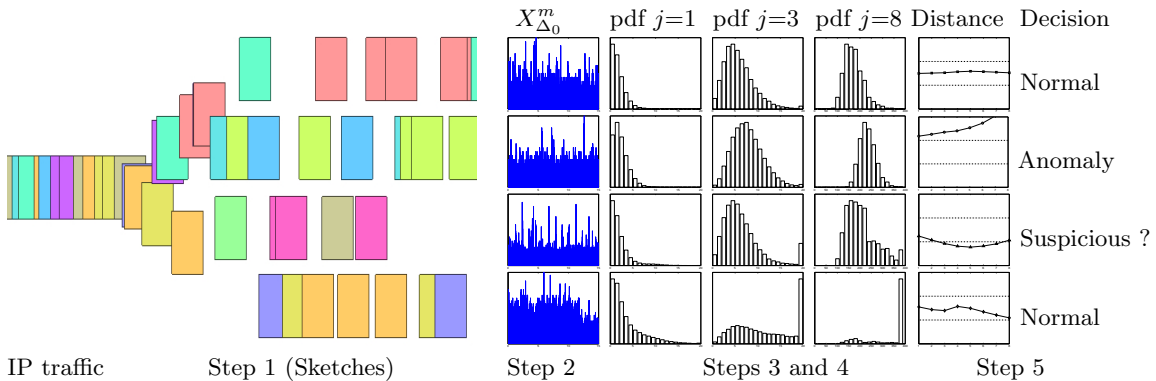 X^m_{Δ_0} pdf j=1 pdf j=3 pdf j=8 Distance Decision
Normal
Anomaly
Suspicious ?
Normal
IP traffic Step 1 (Sketches) Step 2 Steps 3 and 4 Step 5